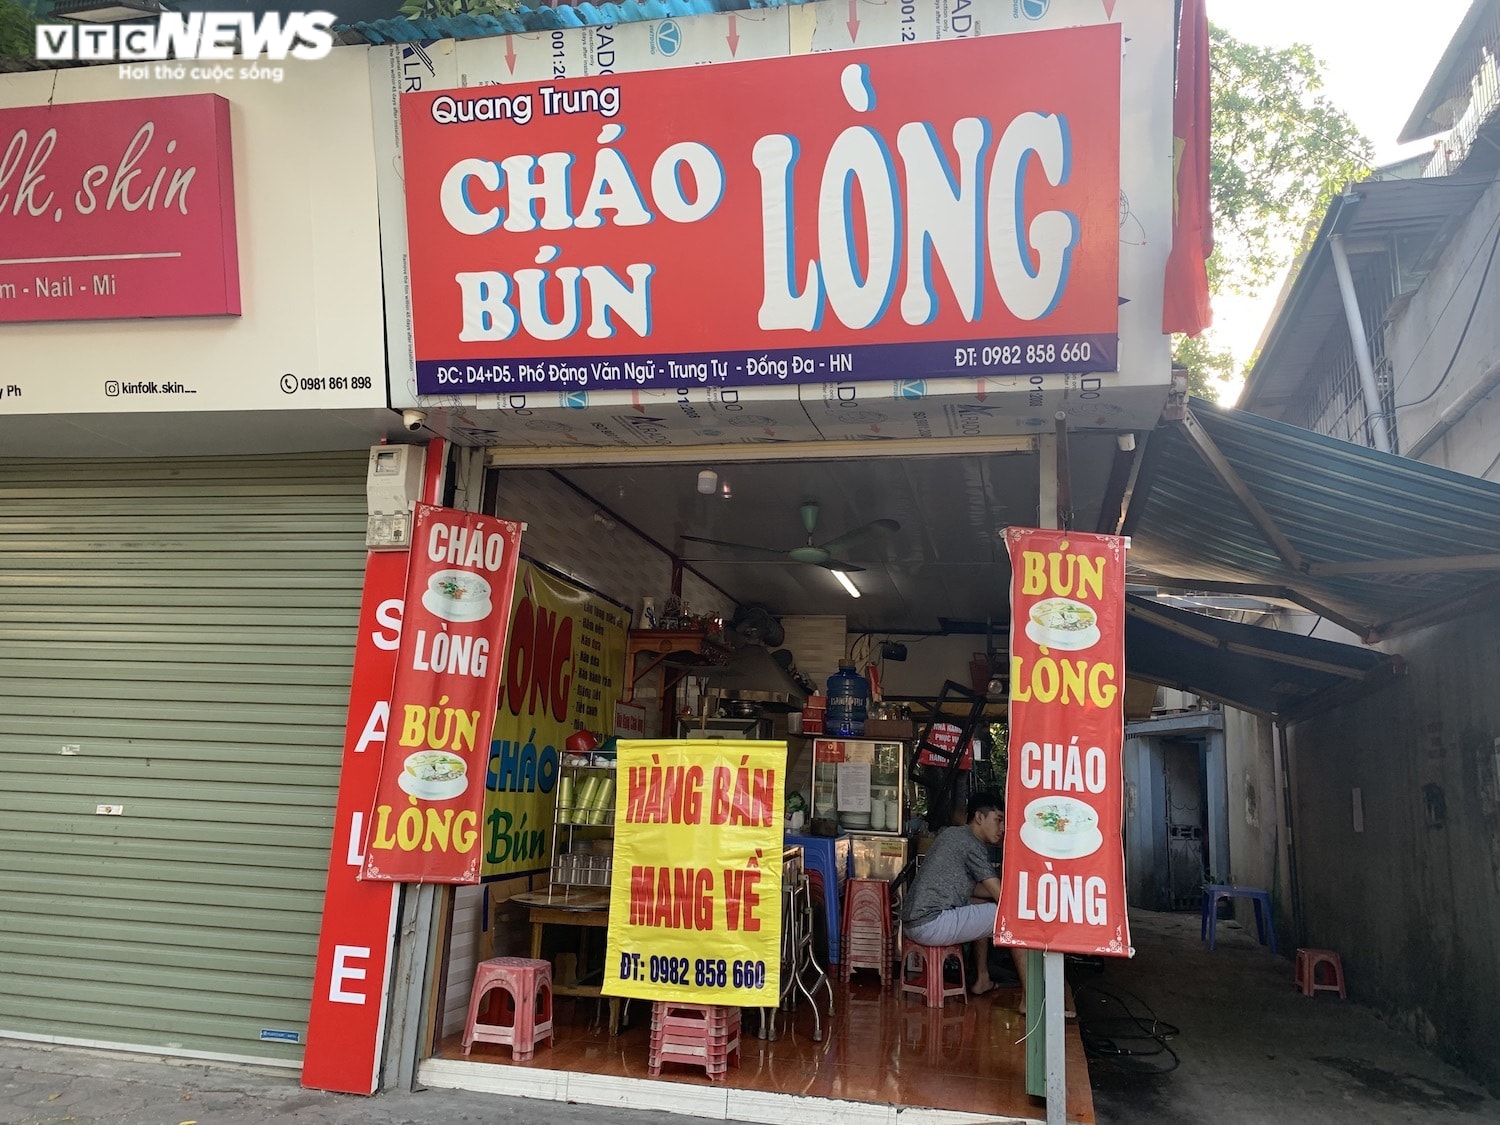 VTCNEWS
Hơi thở cuộc sống
lk.skin
m - Nail - Mi
y Ph
kinfolk.skin__
0981 861 898
Quang Trung
CHÁO
BÚN
LÒNG
ĐC: D4+D5. Phố Đặng Văn Ngữ - Trung Tự - Đống Đa - HN
ĐT: 0982 858 660
SALE
CHÁO
LÒNG
BÚN
LÒNG
LÒNG
CHÁO
Bún
HÀNG BÁN
MANG VỀ
ĐT: 0982 858 660
BÚN
LÒNG
CHÁO
LÒNG